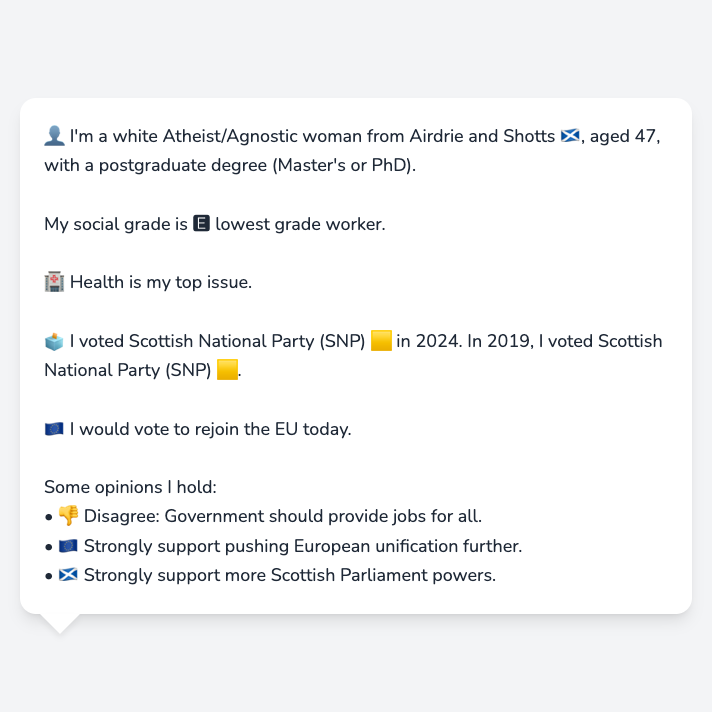 👤 I'm a white Atheist/Agnostic woman from Airdrie and Shotts 🏴󠁧󠁢󠁳󠁣󠁴󠁿, aged 47,
with a postgraduate degree (Master's or PhD).
My social grade is 🅴 lowest grade worker.
🏥 Health is my top issue.
🗳️ I voted Scottish National Party (SNP) 🟨 in 2024. In 2019, I voted Scottish
National Party (SNP) 🟨.
🇪🇺 I would vote to rejoin the EU today.
Some opinions I hold:
• 👎 Disagree: Government should provide jobs for all.
• 🇪🇺 Strongly support pushing European unification further.
• 🏴󠁧󠁢󠁳󠁣󠁴󠁿 Strongly support more Scottish Parliament powers.